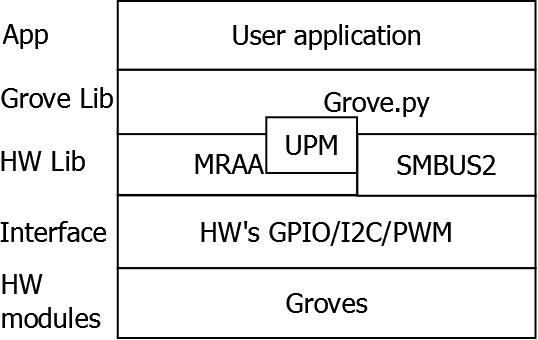 App
User application
Grove Lib
Grove.py
UPM
HW Lib
MRAA
SMBUS2
Interface
HW's GPIO/I2C/PWM
HW
modules
Groves